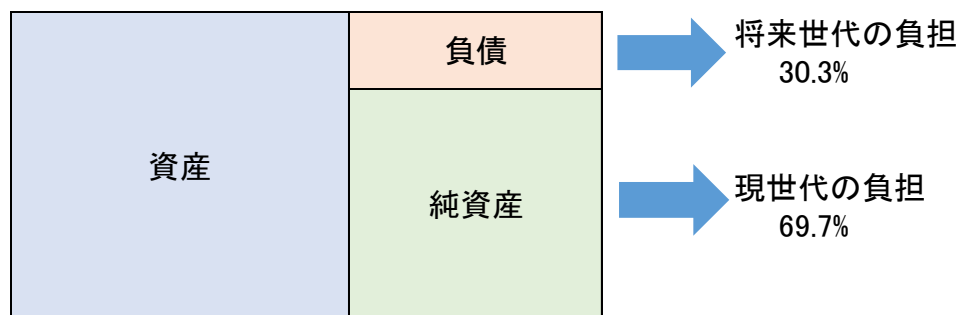 資産
負債
純資産
将来世代の負担
30.3%
現世代の負担
69.7%